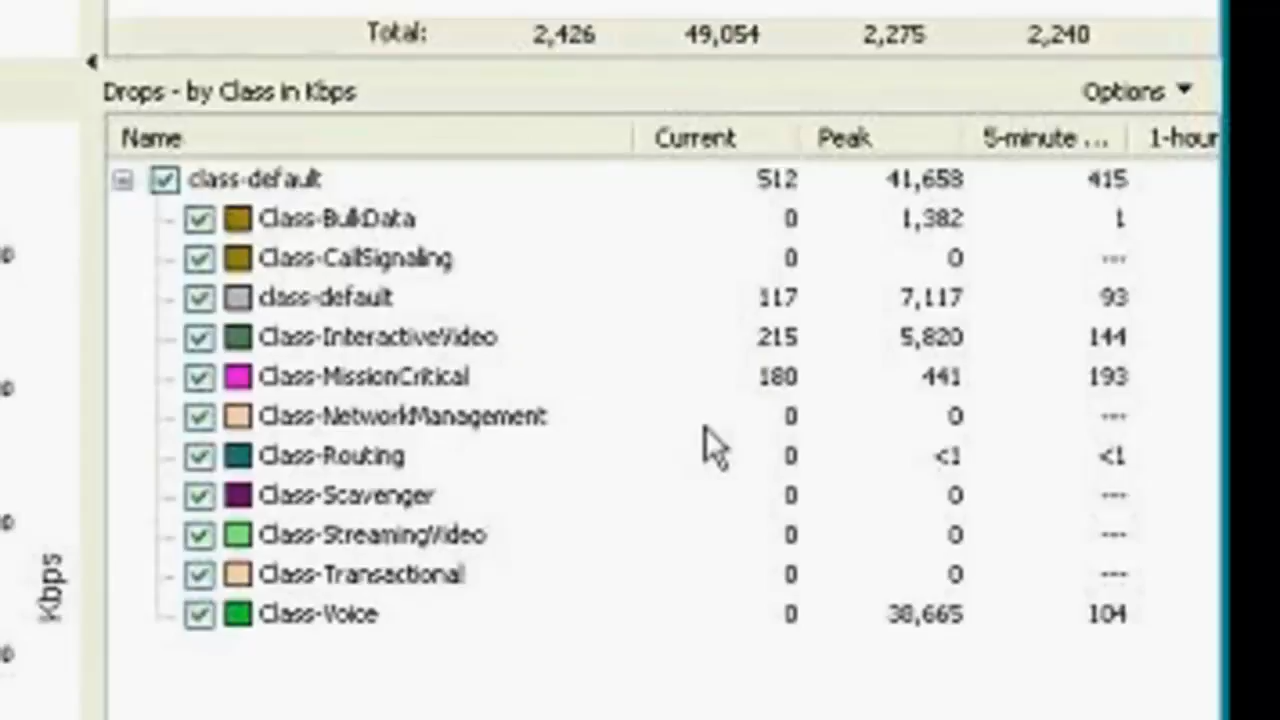 Total: 2,426 49,054 2,275 2,240
Drops - by Class in Kbps Options
Name Current Peak 5-minute ... 1-hour
class-default 512 41,658 415
Class-BulkData 0 1,382 1
Class-CallSignaling 0 0 ---
class-default 117 7,117 93
Class-InteractiveVideo 215 5,820 144
Class-MissionCritical 180 441 193
Class-NetworkManagement 0 0 ---
Class-Routing 0 <1 <1
Class-Scavenger 0 0 ---
Class-StreamingVideo 0 0 ---
Class-Transactional 0 0 ---
Class-Voice 0 38,665 104
Kbps